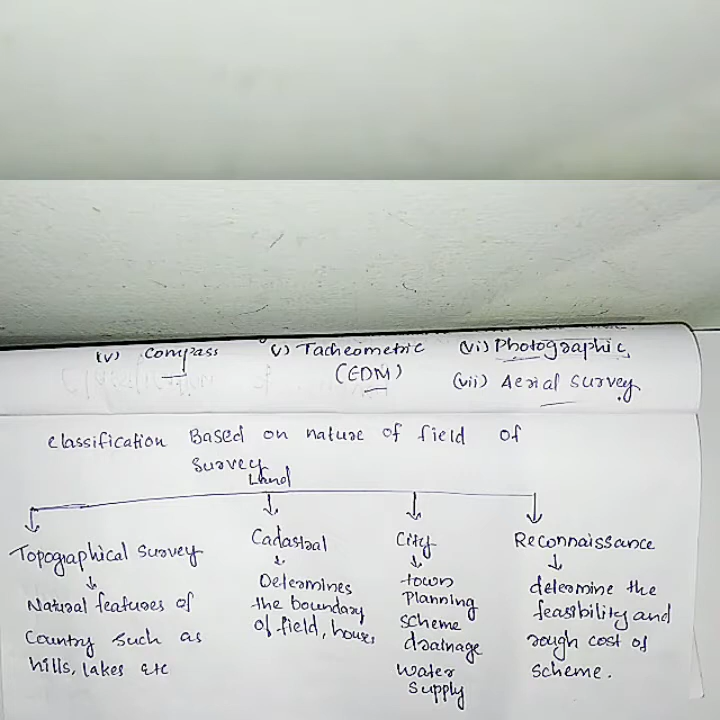 (iv) Compass (v) Tacheometric (vi) Photographic
(EDM) (vii) Aerial Survey
Classification Based on nature of field of
Survey
Land
Topographical Survey
Natural features of
Country such as
hills, lakes etc
Cadastral
Determines
the boundary
of field, houses
City
town
Planning
Scheme
drainage
Water
Supply
Reconnaissance
determine the
feasibility and
rough cost of
scheme.